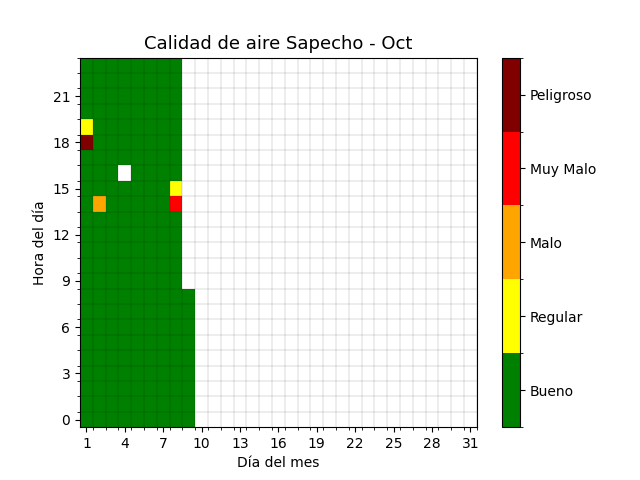 Calidad de aire Sapecho - Oct
21
18
15
12
9
6
3
0
Hora del día
1 4 7 10 13 16 19 22 25 28 31
Día del mes
Peligroso
Muy Malo
Malo
Regular
Bueno